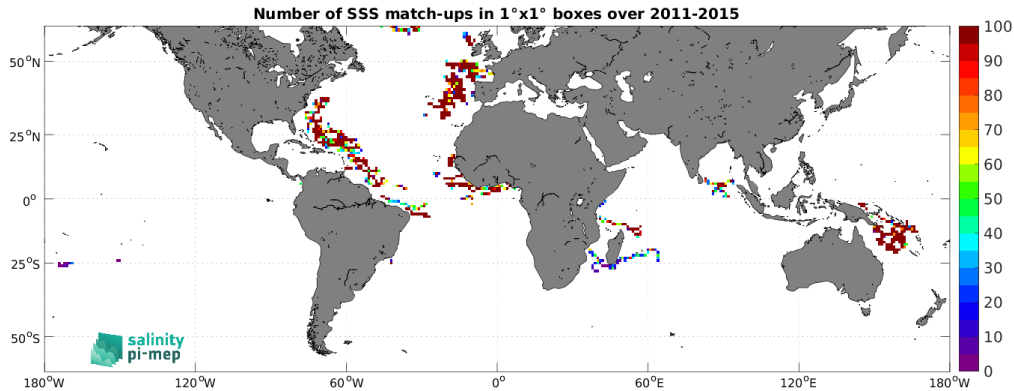 Number of SSS match-ups in 1°x1° boxes over 2011-2015
100
90
80
70
60
50
40
30
20
10
0
50°N
25°N
0°
25°S
50°S
salinity
pi-mep
180°W 120°W 60°W 0° 60°E 120°E 180°W